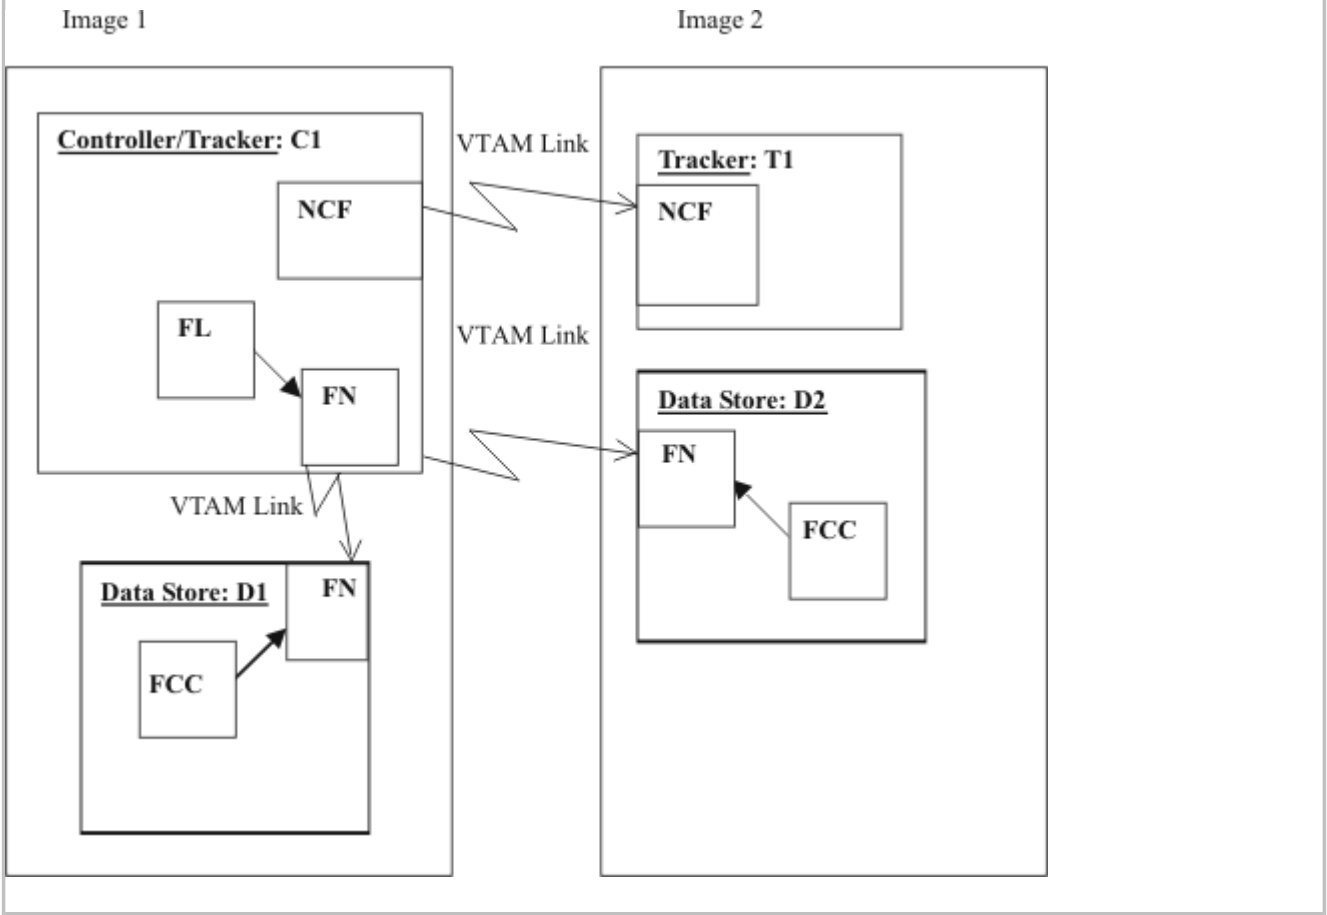 Image 1
Image 2
Controller/Tracker: C1
VTAM Link
Tracker: T1
NCF
NCF
FL
VTAM Link
FN
Data Store: D2
FN
VTAM Link
FCC
Data Store: D1
FN
FCC